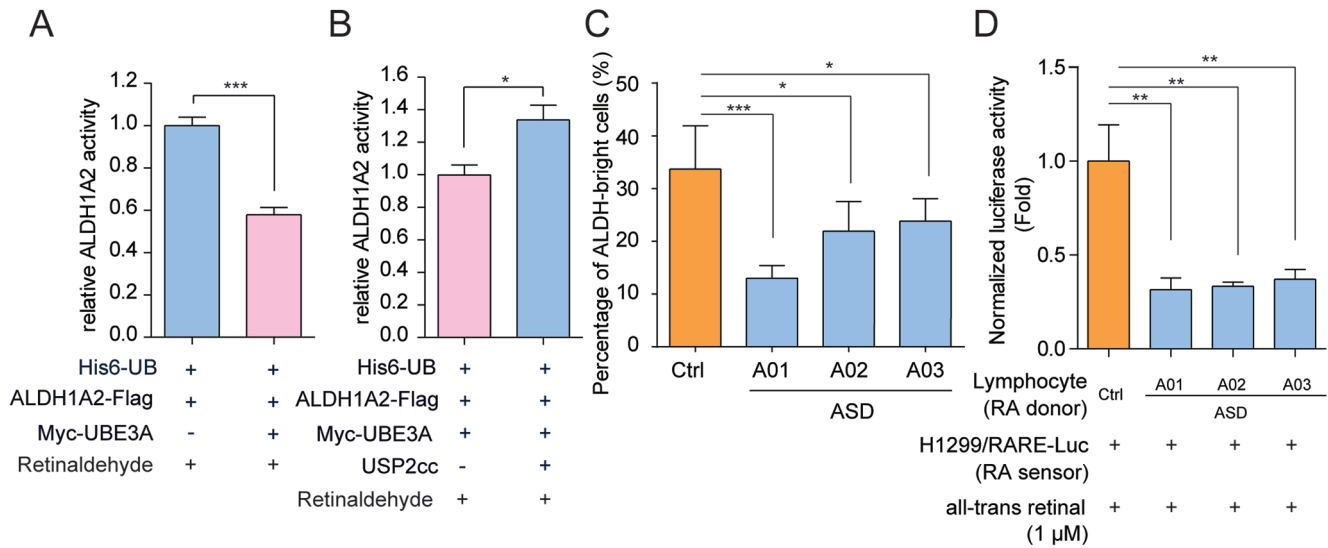 A
relative ALDH1A2 activity
1.2
1.0
0.8
0.6
0.4
0.2
0.0
***
His6-UB + +
ALDH1A2-Flag + +
Myc-UBE3A - +
Retinaldehyde + +
B
relative ALDH1A2 activity
1.6
1.4
1.2
1.0
0.8
0.6
0.4
0.2
0.0
*
His6-UB + +
ALDH1A2-Flag + +
Myc-UBE3A + +
USP2cc - +
Retinaldehyde + +
C
Percentage of ALDH-bright cells (%)
50
40
30
20
10
0
*
*
***
Ctrl A01 A02 A03
ASD
D
Normalized luciferase activity
(Fold)
1.5
1.0
0.5
0.0
**
**
**
Lymphocyte
(RA donor)
Ctrl A01 A02 A03
ASD
H1299/RARE-Luc + + + +
(RA sensor)
all-trans retinal + + + +
(1 µM)